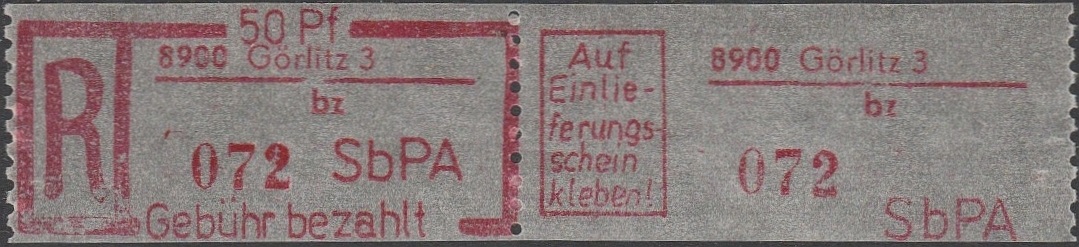 50 Pf
R
8900 Görlitz 3
bz
072 SbPA
Gebühr bezahlt
Auf
Einlie-
ferungs-
schein
kleben!
8900 Görlitz 3
bz
072
SbPA